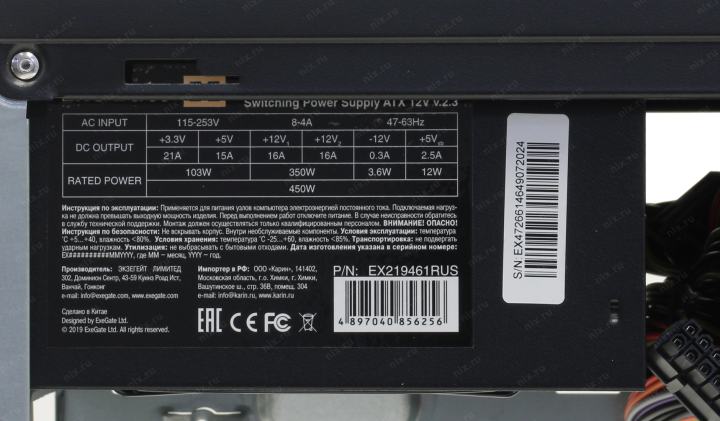 Switching Power Supply ATX 12V V.2.3
AC INPUT 115-253V 8-4A ~ 47-63Hz
DC OUTPUT +3.3V +5V +12V1 +12V2 -12V +5VSB
21A 15A 16A 16A 0.3A 2.5A
RATED POWER 103W 350W 3.6W 12W
450W
Инструкция по эксплуатации: Применяется для питания узлов компьютера электроэнергией постоянного тока. Подключаемая нагруз-
ка не должна превышать выходную мощность изделия. Перед выполнением работ отключите питание. В случае неисправности обратитесь
в службу технической поддержки. Монтаж должен осуществляться только квалифицированным персоналом. ВНИМАНИЕ! ОПАСНО!
Инструкция по безопасности: Не вскрывать корпус. Внутри необслуживаемые компоненты. Условия эксплуатации: температура
°C +5...+40, влажность <80%. Условия хранения: температура °C -25...+60, влажность <85%. Транспортировка: не подвергать
ударным нагрузкам. Утилизация: не выбрасывать с бытовыми отходами. Дата изготовления указана в серийном номере:
EX##########MMYYYY, где MM – месяц, YYYY - год.
Производитель: ЭКЗЕГЕЙТ ЛИМИТЕД
302, Доминион Сентр, 43-59 Куинз Роад Ист,
Ванчай, Гонконг
e-mail: info@exegate.com, www.exegate.com
Импортер в РФ: ООО «Карин», 141402,
Московская область, г. о. Химки, г. Химки,
Вашутинское ш., стр. 36В, помещ. 304
e-mail: info@karin.ru, www.karin.ru
P/N: EX219461RUS
4 897040 856256
Сделано в Китае
Designed by ExeGate Ltd.
© 2019 ExeGate Ltd. All rights reserved.
EAC CE FC
S/N EX4726614649072024
nix.ru